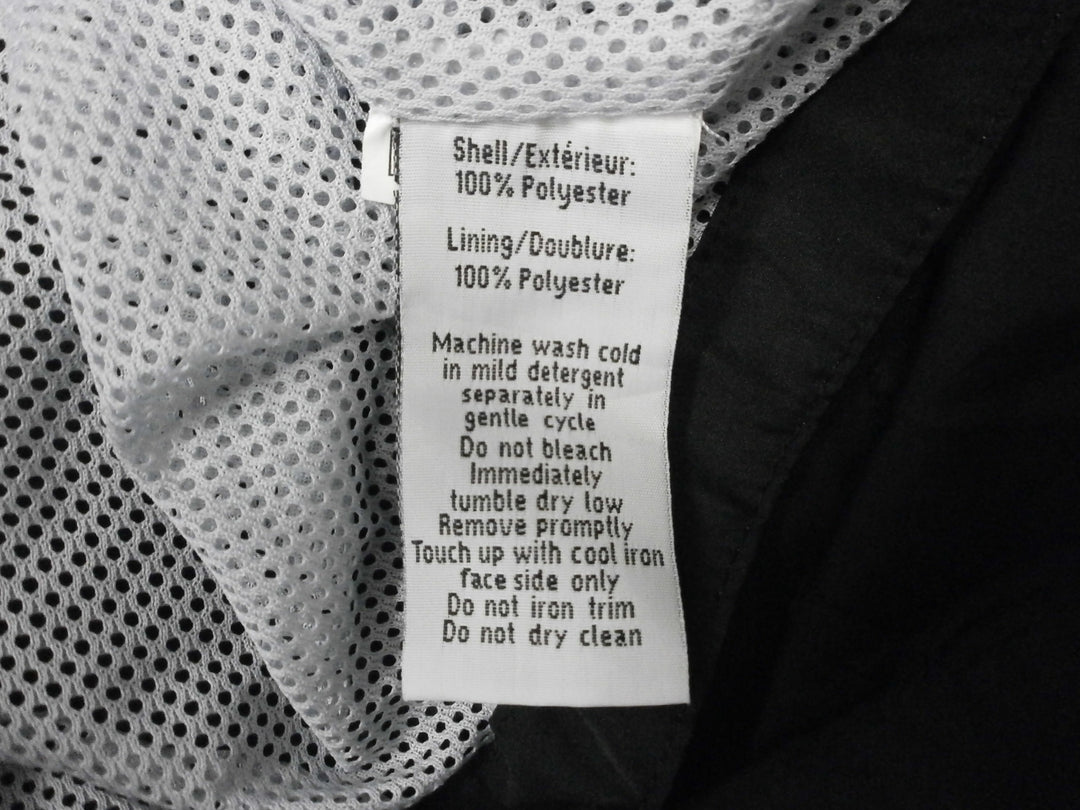 Shell/Extérieur:
100% Polyester
Lining/Doublure:
100% Polyester
Machine wash cold
in mild detergent
separately in
gentle cycle
Do not bleach
Immediately
tumble dry low
Remove promptly
Touch up with cool iron
face side only
Do not iron trim
Do not dry clean